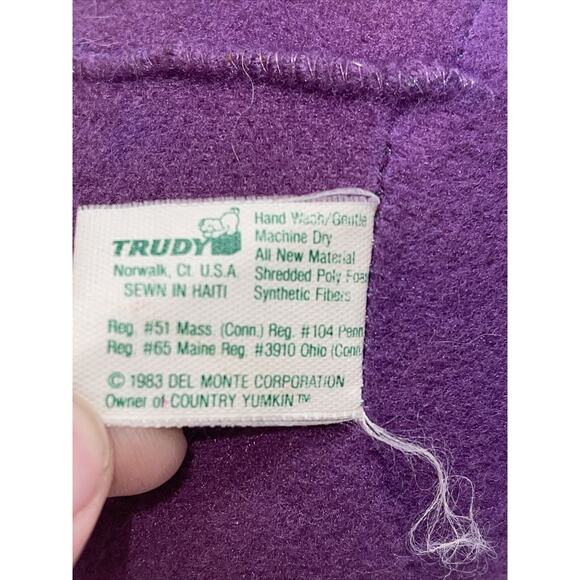 TRUDY
Norwalk, Ct. U.S.A.
SEWN IN HAITI
Hand Wash/Gentle
Machine Dry
All New Material
Shredded Poly Foam
Synthetic Fibers
Reg. #51 Mass. (Conn.) Reg. #104 Penn
Reg. #65 Maine Reg. #3910 Ohio (Conn
© 1983 DEL MONTE CORPORATION
Owner of COUNTRY YUMKIN™